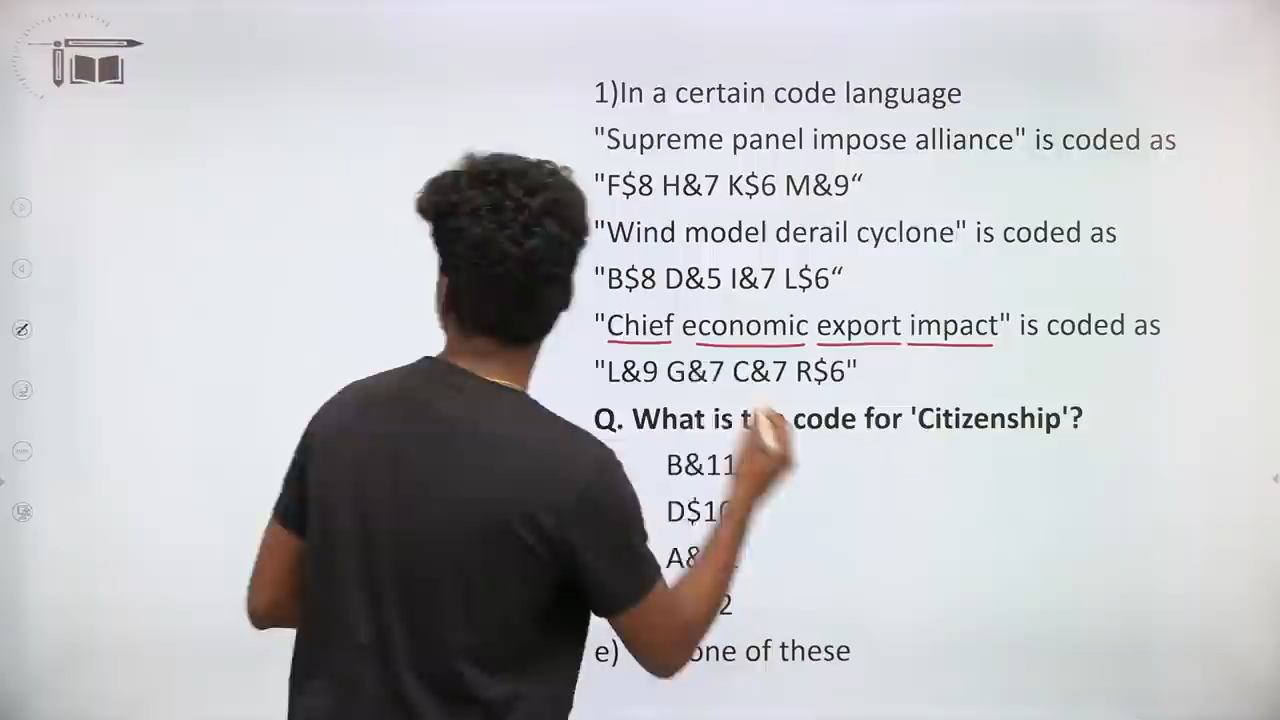 1)In a certain code language
"Supreme panel impose alliance" is coded as
"F$8 H&7 K$6 M&9“
"Wind model derail cyclone" is coded as
"B$8 D&5 I&7 L$6“
"Chief economic export impact" is coded as
"L&9 G&7 C&7 R$6"
Q. What is the code for 'Citizenship'?
B&11
D$10
A&
2
e) one of these